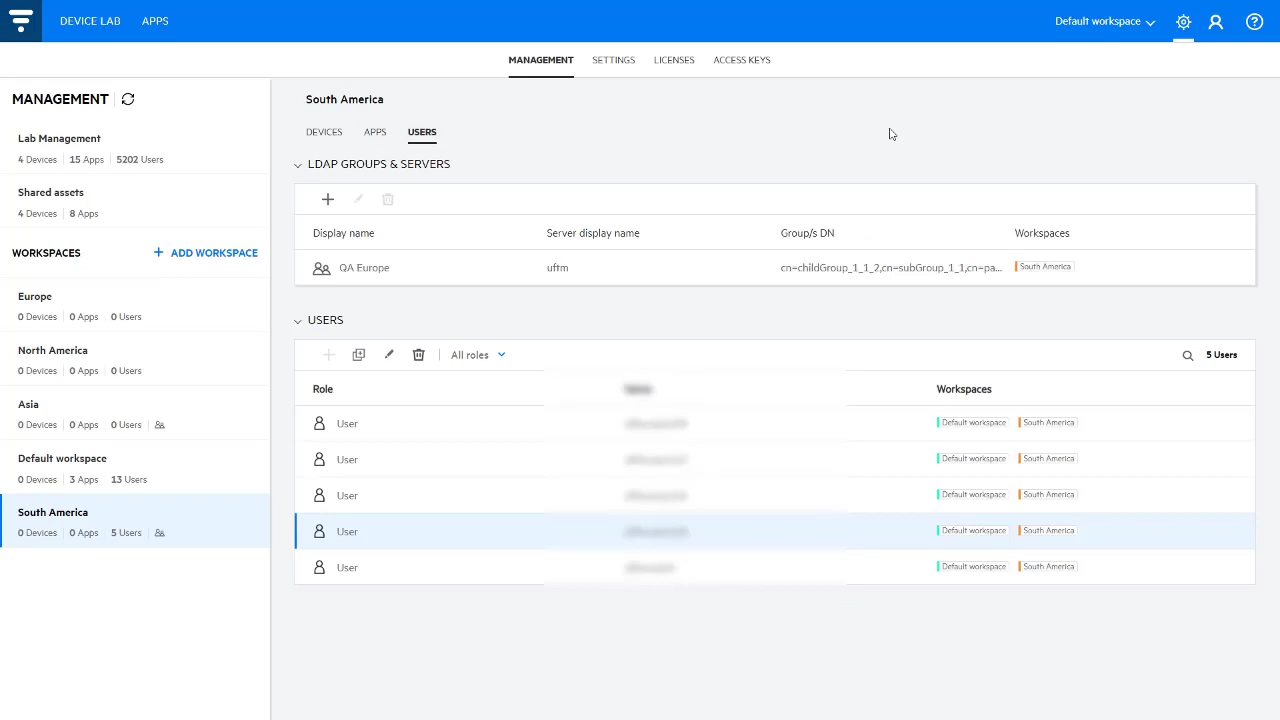 DEVICE LAB APPS Default workspace
MANAGEMENT SETTINGS LICENSES ACCESS KEYS
MANAGEMENT
Lab Management
4 Devices 15 Apps 5202 Users
Shared assets
4 Devices 8 Apps
WORKSPACES + ADD WORKSPACE
Europe
0 Devices 0 Apps 0 Users
North America
0 Devices 0 Apps 0 Users
Asia
0 Devices 0 Apps 0 Users
Default workspace
0 Devices 3 Apps 13 Users
South America
0 Devices 0 Apps 5 Users
South America
DEVICES APPS USERS
LDAP GROUPS & SERVERS
Display name Server display name Group/s DN Workspaces
QA Europe uftm cn=childGroup_1_1_2,cn=subGroup_1_1,cn=pa... South America
USERS
All roles 5 Users
Role Workspaces
User Default workspace South America
User Default workspace South America
User Default workspace South America
User Default workspace South America
User Default workspace South America